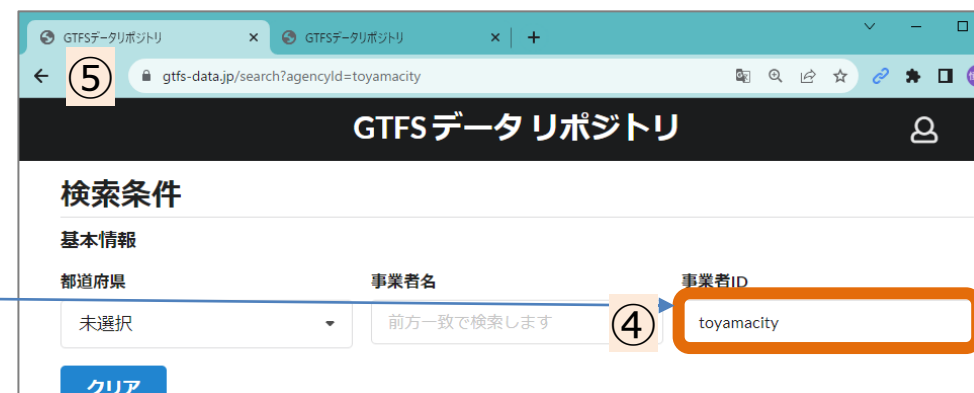 GTFSデータリポジトリ
GTFSデータリポジトリ
⑤
gtfs-data.jp/search?agencyId=toyamacity
GTFS データ リポジトリ
検索条件
基本情報
都道府県
事業者名
事業者ID
未選択
前方一致で検索します
④
toyamacity
クリア